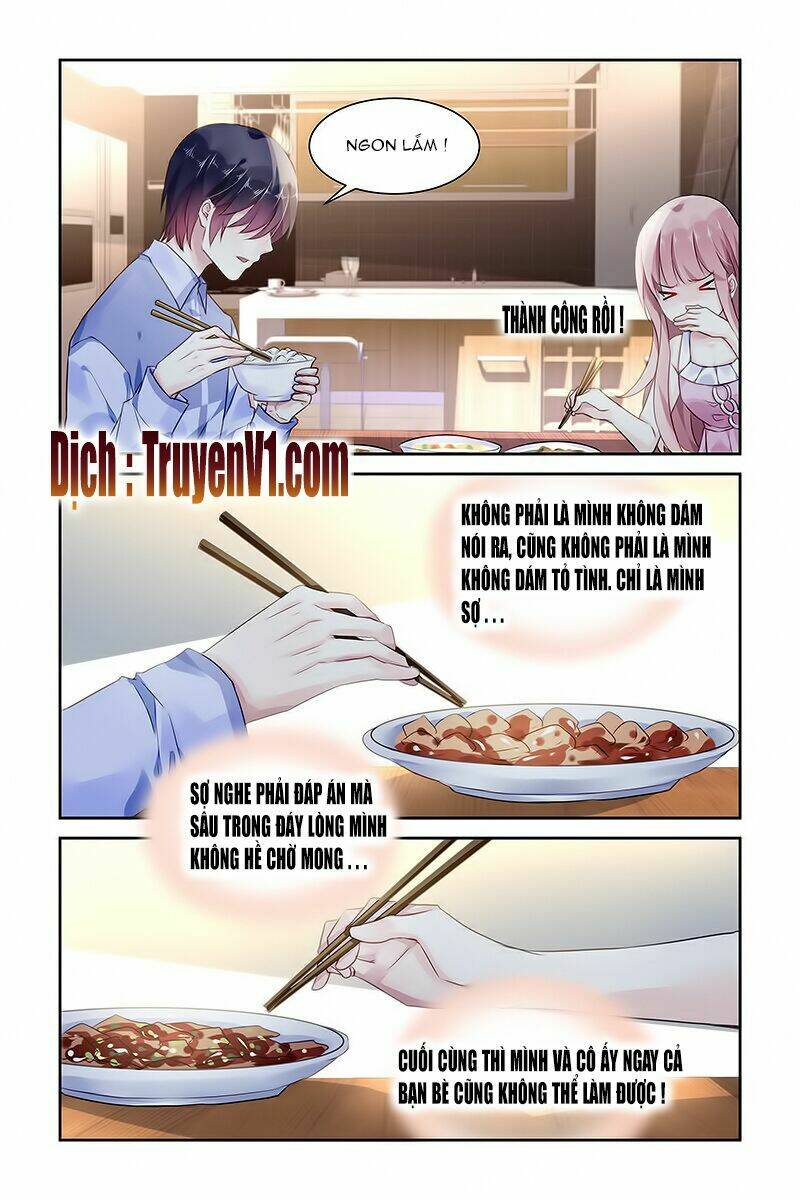 NGON LẮM !
THÀNH CÔNG RỒI !
Dịch : TruyenV1.com
KHÔNG PHẢI LÀ MÌNH KHÔNG DÁM
NÓI RA, CŨNG KHÔNG PHẢI LÀ MÌNH
KHÔNG DÁM TỎ TÌNH. CHỈ LÀ MÌNH
SỢ . . .
SỢ NGHE PHẢI ĐÁP ÁN MÀ
SÂU TRONG ĐÁY LÒNG MÌNH
KHÔNG HỀ CHỜ MONG . . .
CUỐI CÙNG THÌ MÌNH VÀ CÔ ẤY NGAY CẢ
BẠN BÈ CŨNG KHÔNG THỂ LÀM ĐƯỢC !